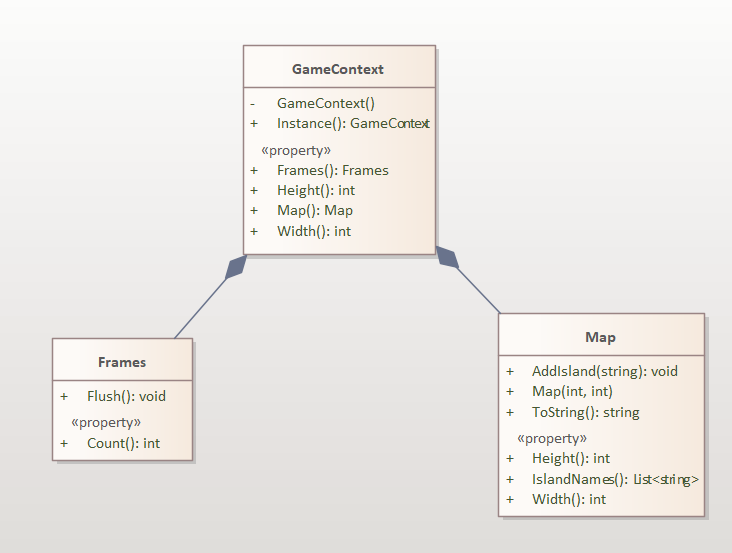 GameContext
- GameContext()
+ Instance(): GameContext
«property»
+ Frames(): Frames
+ Height(): int
+ Map(): Map
+ Width(): int
Frames
+ Flush(): void
«property»
+ Count(): int
Map
+ AddIsland(string): void
+ Map(int, int)
+ ToString(): string
«property»
+ Height(): int
+ IslandNames(): List<string>
+ Width(): int